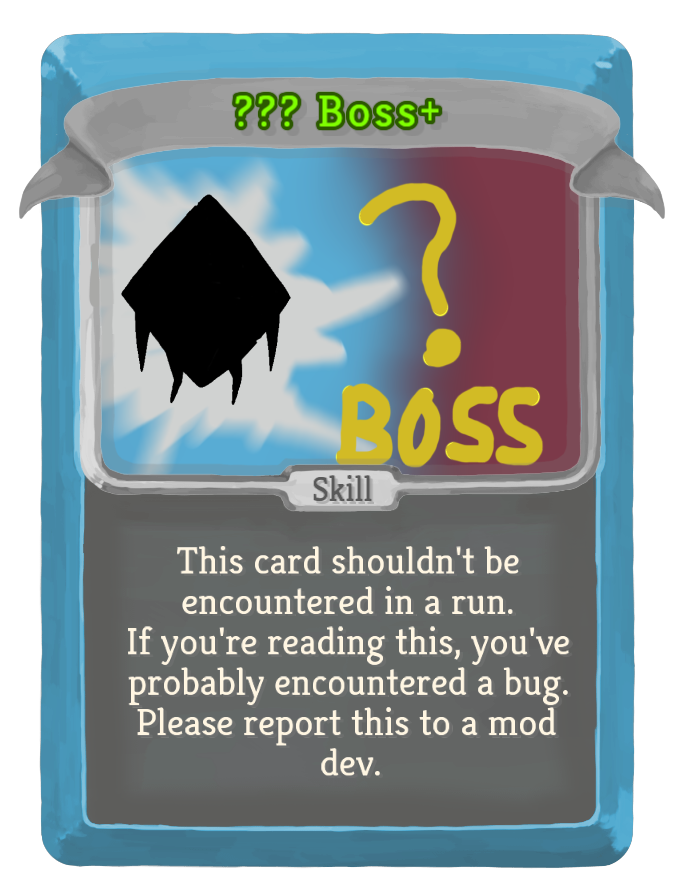 ??? Boss+
?
BOSS
Skill
This card shouldn't be
encountered in a run.
If you're reading this, you've
probably encountered a bug.
Please report this to a mod
dev.